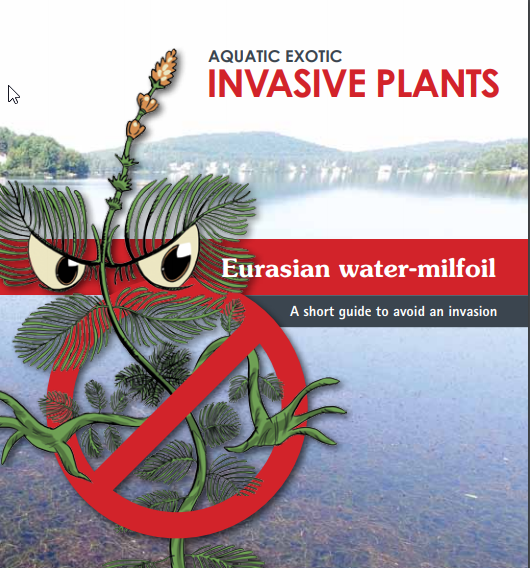 AQUATIC EXOTIC
INVASIVE PLANTS
Eurasian water-milfoil
A short guide to avoid an invasion